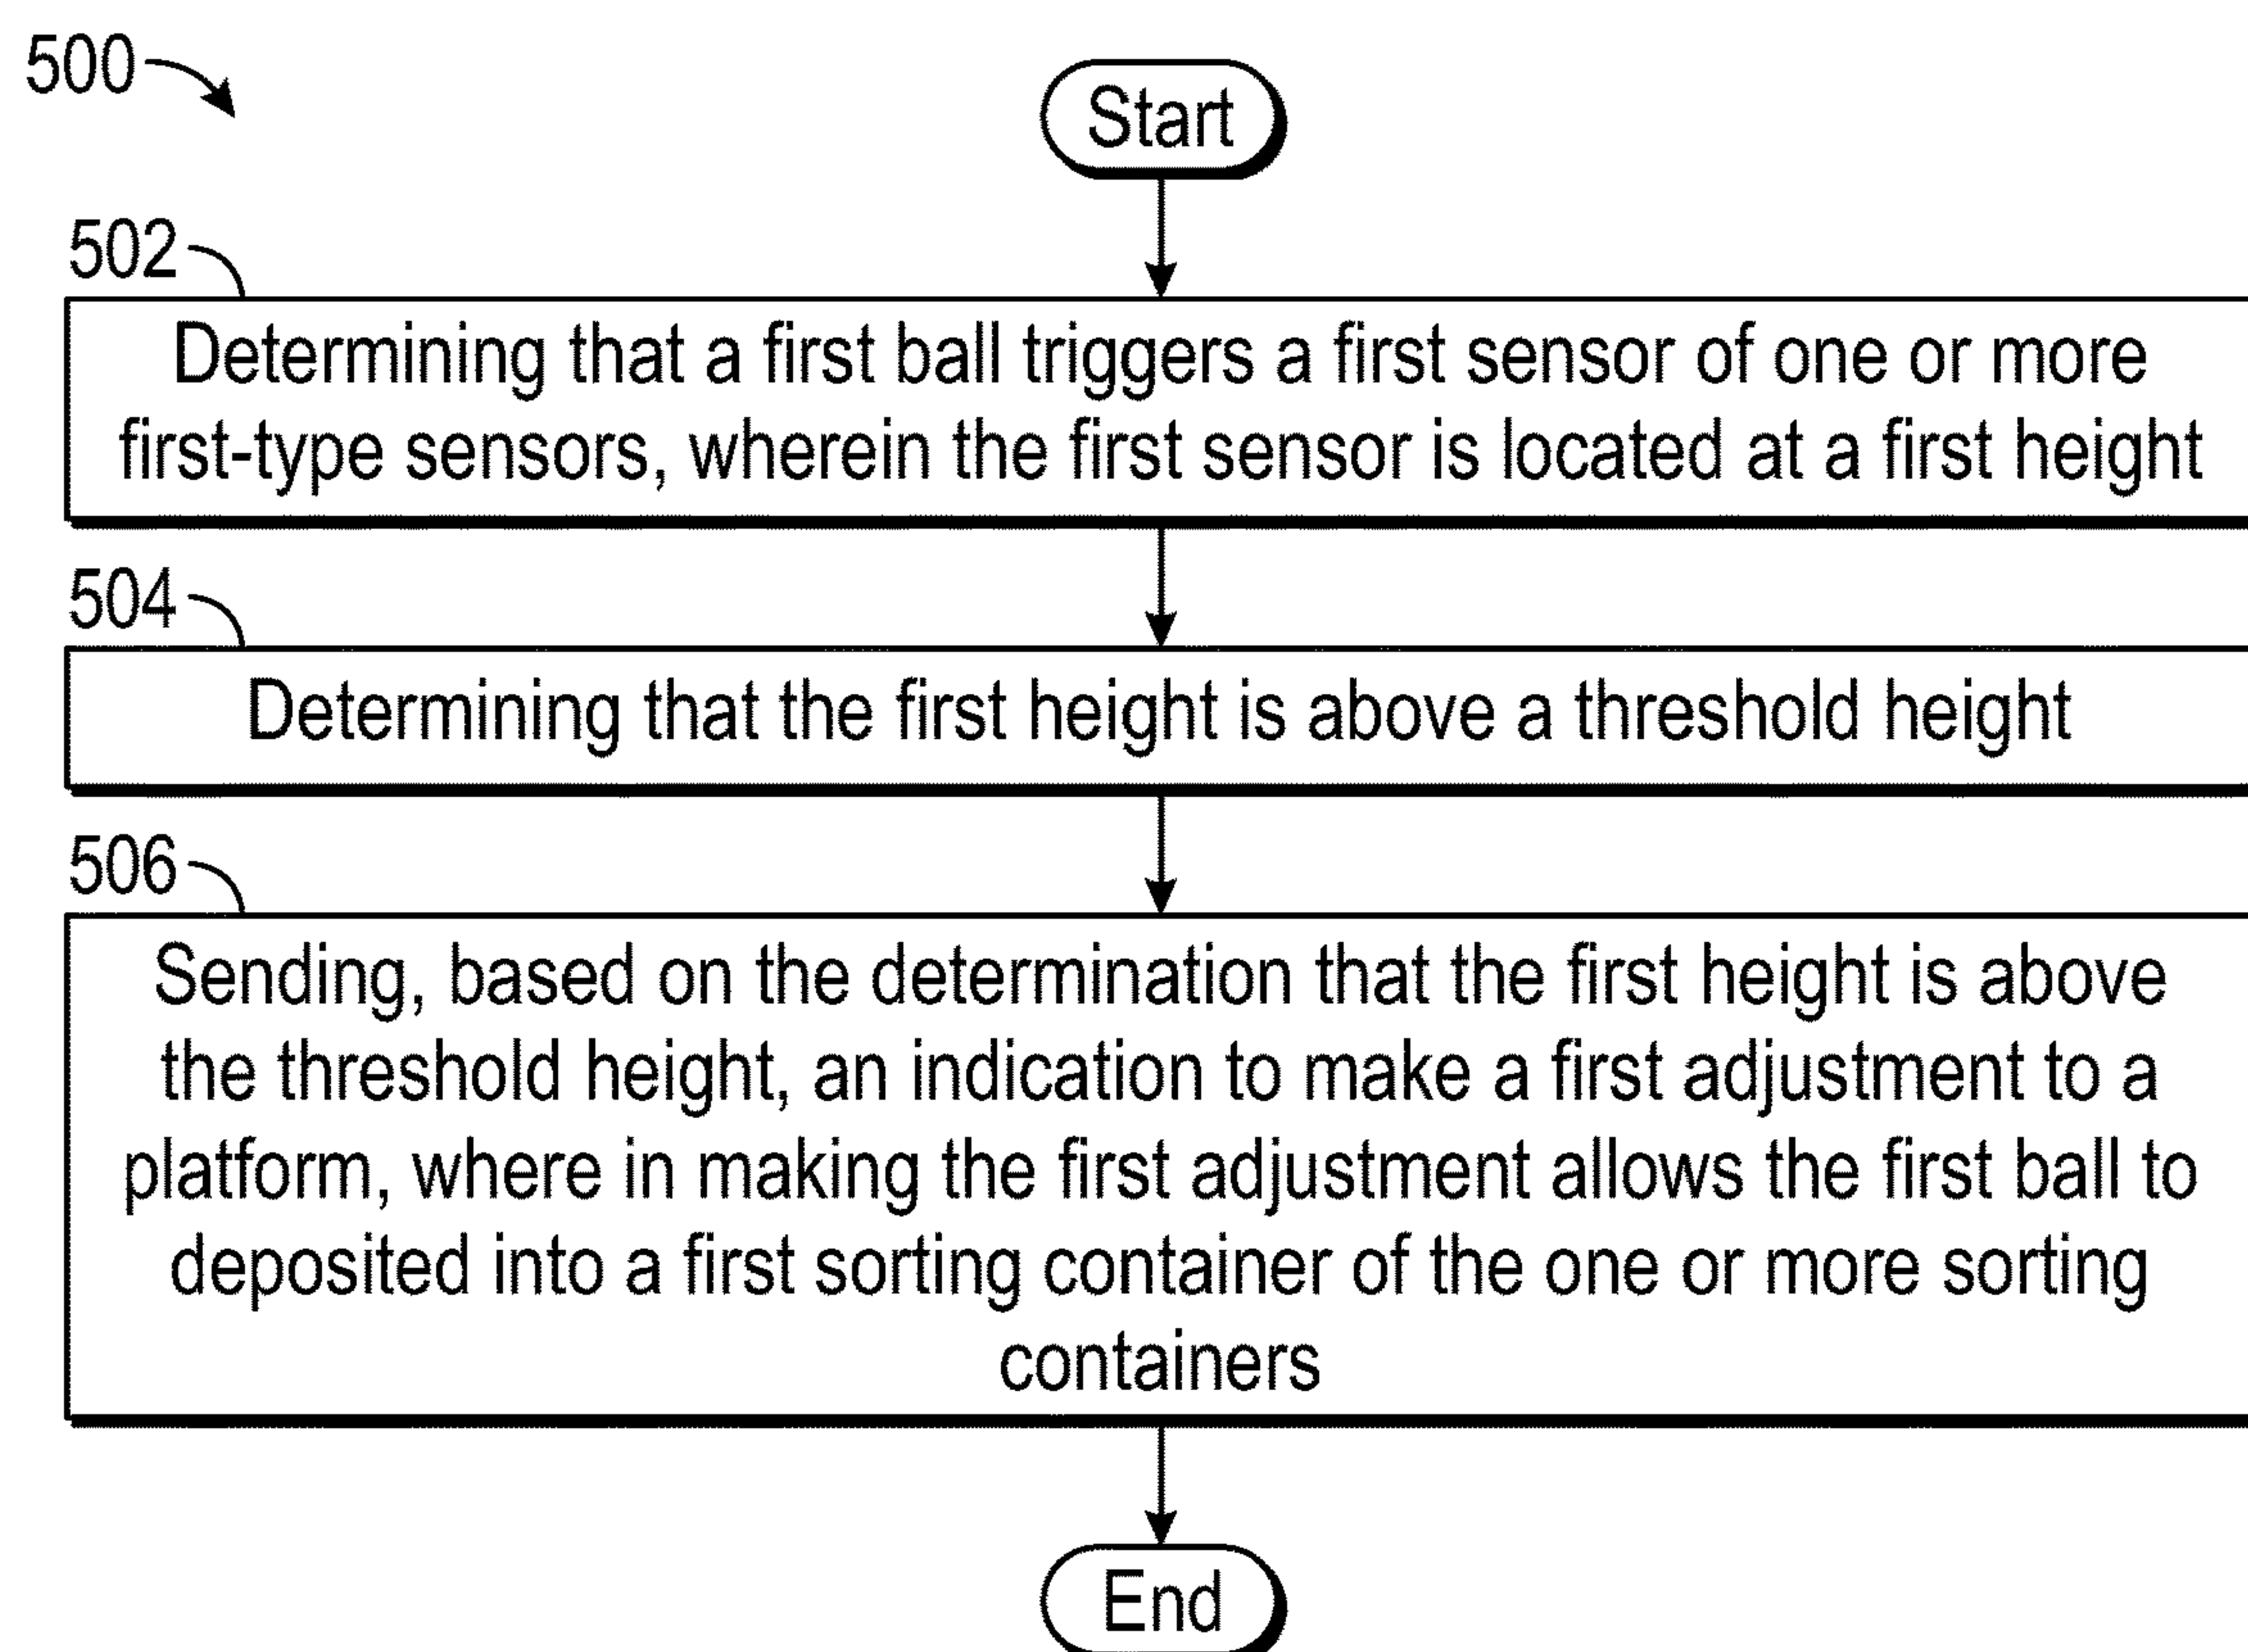 500
Start
502
Determining that a first ball triggers a first sensor of one or more
first-type sensors, wherein the first sensor is located at a first height
504
Determining that the first height is above a threshold height
506
Sending, based on the determination that the first height is above
the threshold height, an indication to make a first adjustment to a
platform, where in making the first adjustment allows the first ball to
deposited into a first sorting container of the one or more sorting
containers
End